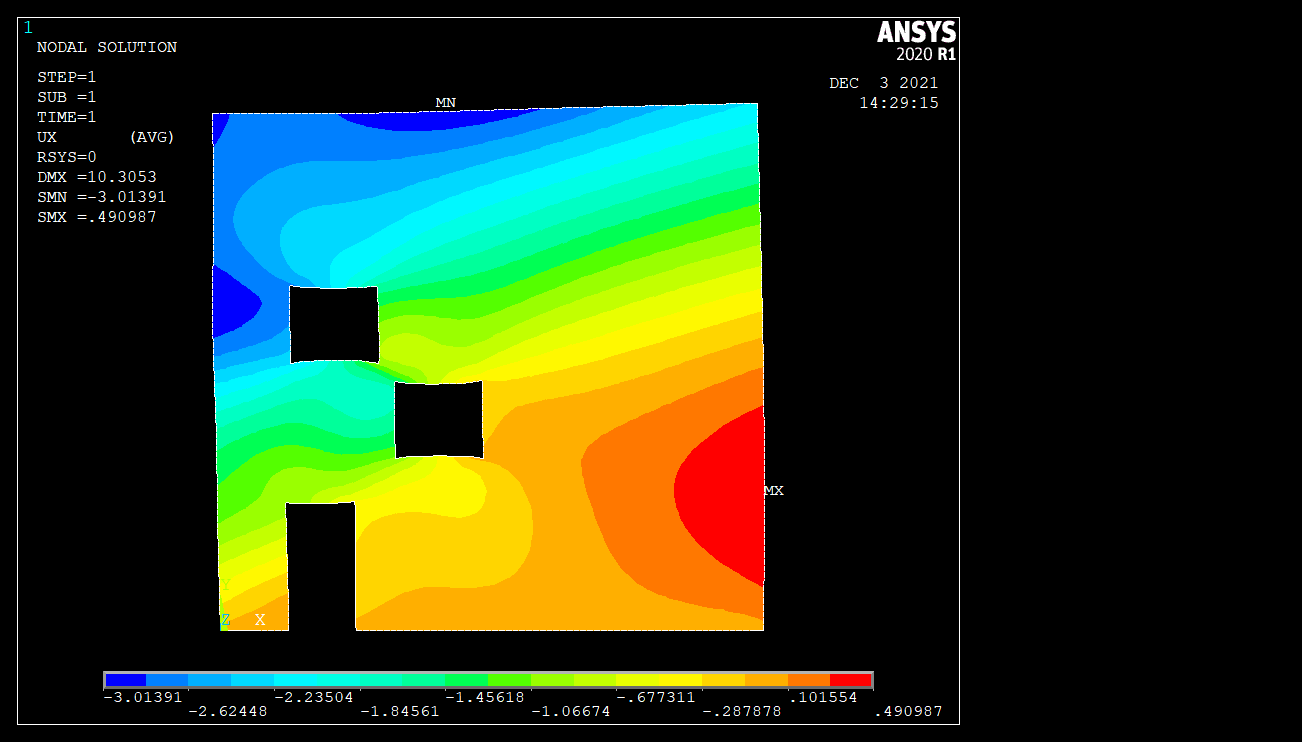 1
ANSYS
2020 R1
NODAL SOLUTION
STEP=1
SUB =1
TIME=1
UX (AVG)
RSYS=0
DMX =10.3053
SMN =-3.01391
SMX =.490987
DEC 3 2021
14:29:15
MN
MX
Y
Z X
-3.01391 -2.23504 -1.45618 -.677311 .101554
-2.62448 -1.84561 -1.06674 -.287878 .490987